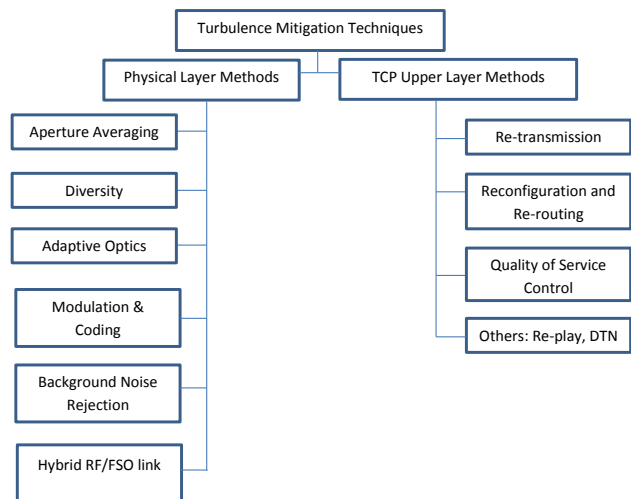 Turbulence Mitigation Techniques
Physical Layer Methods
TCP Upper Layer Methods
Aperture Averaging
Diversity
Adaptive Optics
Modulation &
Coding
Background Noise
Rejection
Hybrid RF/FSO link
Re-transmission
Reconfiguration and
Re-routing
Quality of Service
Control
Others: Re-play, DTN